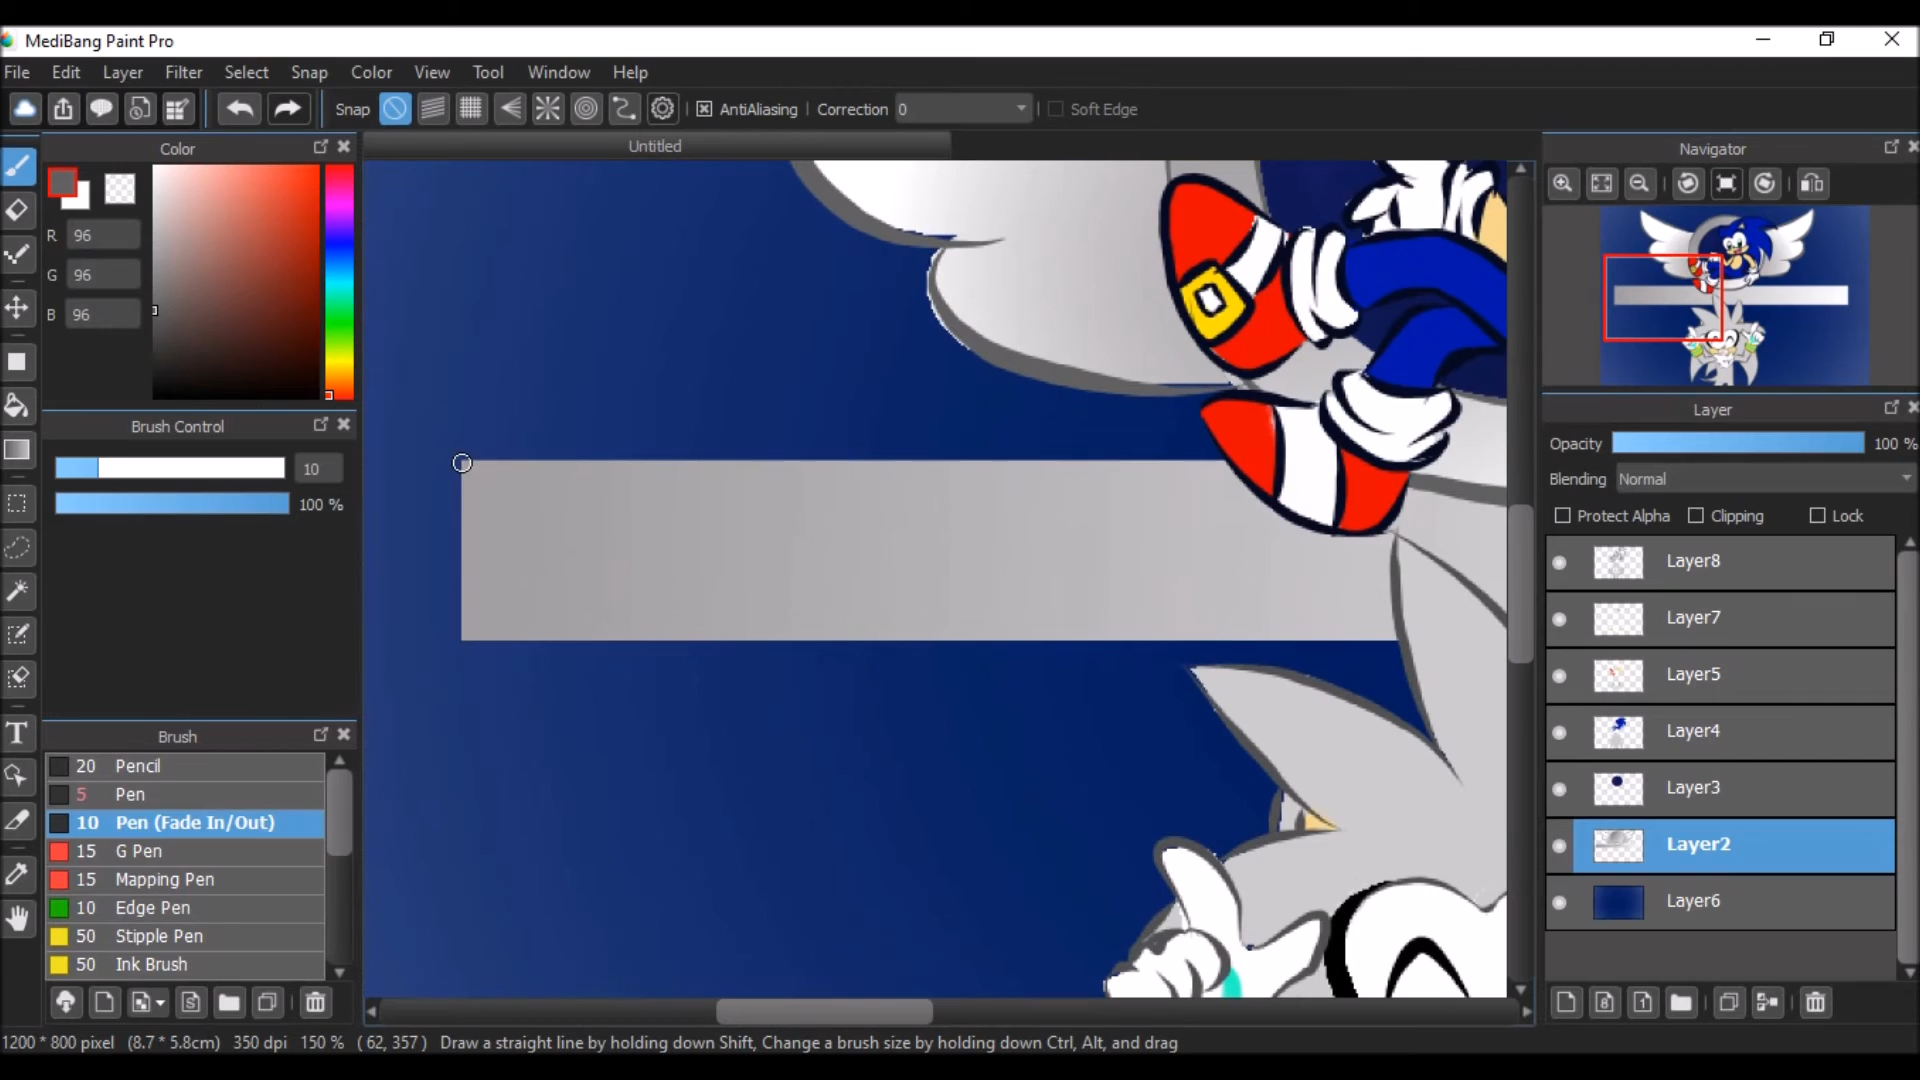 MediBang Paint Pro
File Edit Layer Filter Select Snap Color View Tool Window Help
Snap AntiAliasing Correction 0 Soft Edge
Color
Untitled
Navigator
R 96
G 96
B 96
Brush Control
10
100 %
Layer
Opacity 100 %
Blending Normal
Protect Alpha Clipping Lock
Layer8
Layer7
Layer5
Layer4
Layer3
Layer2
Layer6
Brush
20 Pencil
5 Pen
10 Pen (Fade In/Out)
15 G Pen
15 Mapping Pen
10 Edge Pen
50 Stipple Pen
50 Ink Brush
1200 * 800 pixel (8.7 * 5.8cm) 350 dpi 150 % ( 62, 357 ) Draw a straight line by holding down Shift, Change a brush size by holding down Ctrl, Alt, and drag